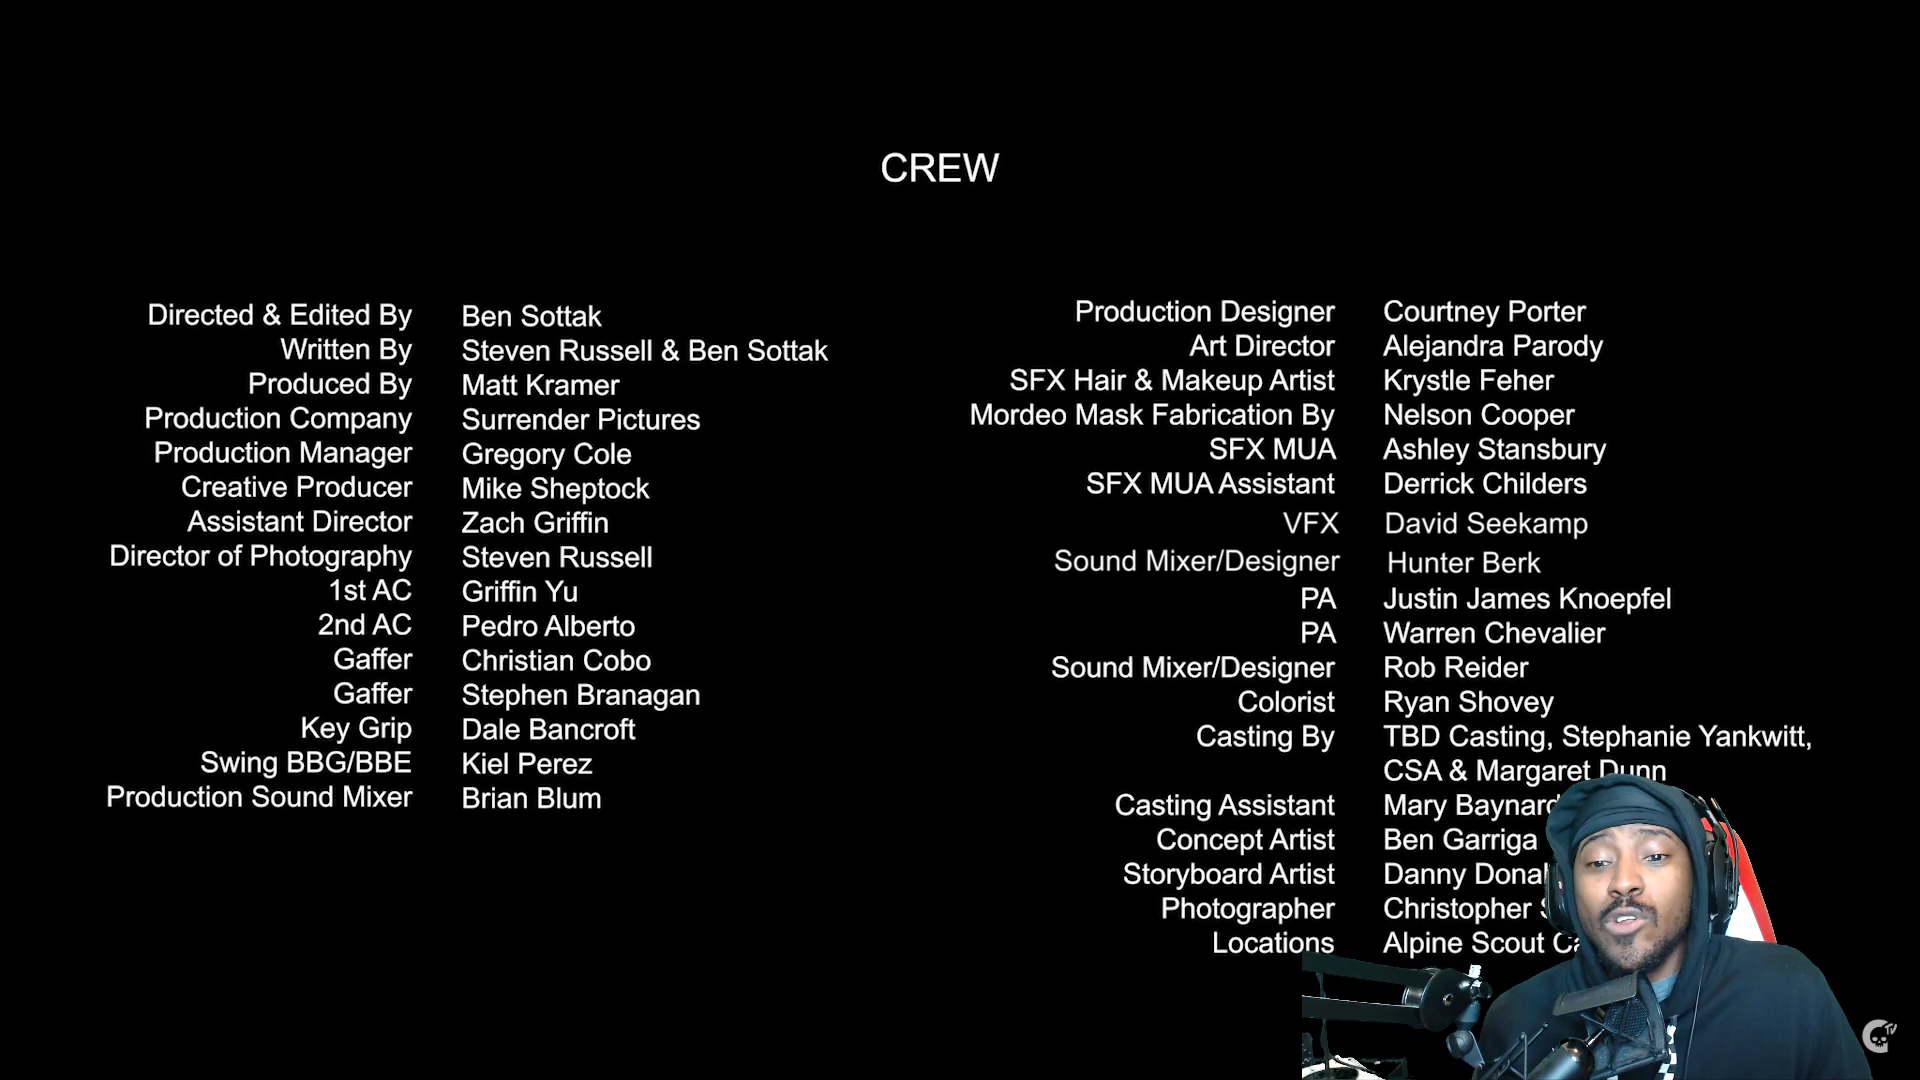 CREW
Directed & Edited By Ben Sottak
Written By Steven Russell & Ben Sottak
Produced By Matt Kramer
Production Company Surrender Pictures
Production Manager Gregory Cole
Creative Producer Mike Sheptock
Assistant Director Zach Griffin
Director of Photography Steven Russell
1st AC Griffin Yu
2nd AC Pedro Alberto
Gaffer Christian Cobo
Gaffer Stephen Branagan
Key Grip Dale Bancroft
Swing BBG/BBE Kiel Perez
Production Sound Mixer Brian Blum
Production Designer Courtney Porter
Art Director Alejandra Parody
SFX Hair & Makeup Artist Krystle Feher
Mordeo Mask Fabrication By Nelson Cooper
SFX MUA Ashley Stansbury
SFX MUA Assistant Derrick Childers
VFX David Seekamp
Sound Mixer/Designer Hunter Berk
PA Justin James Knoepfel
PA Warren Chevalier
Sound Mixer/Designer Rob Reider
Colorist Ryan Shovey
Casting By TBD Casting, Stephanie Yankwitt,
CSA & Margaret Dunn
Casting Assistant Mary Baynard
Concept Artist Ben Garriga
Storyboard Artist Danny
Photographer Christopher
Locations Alpine Scout
TV